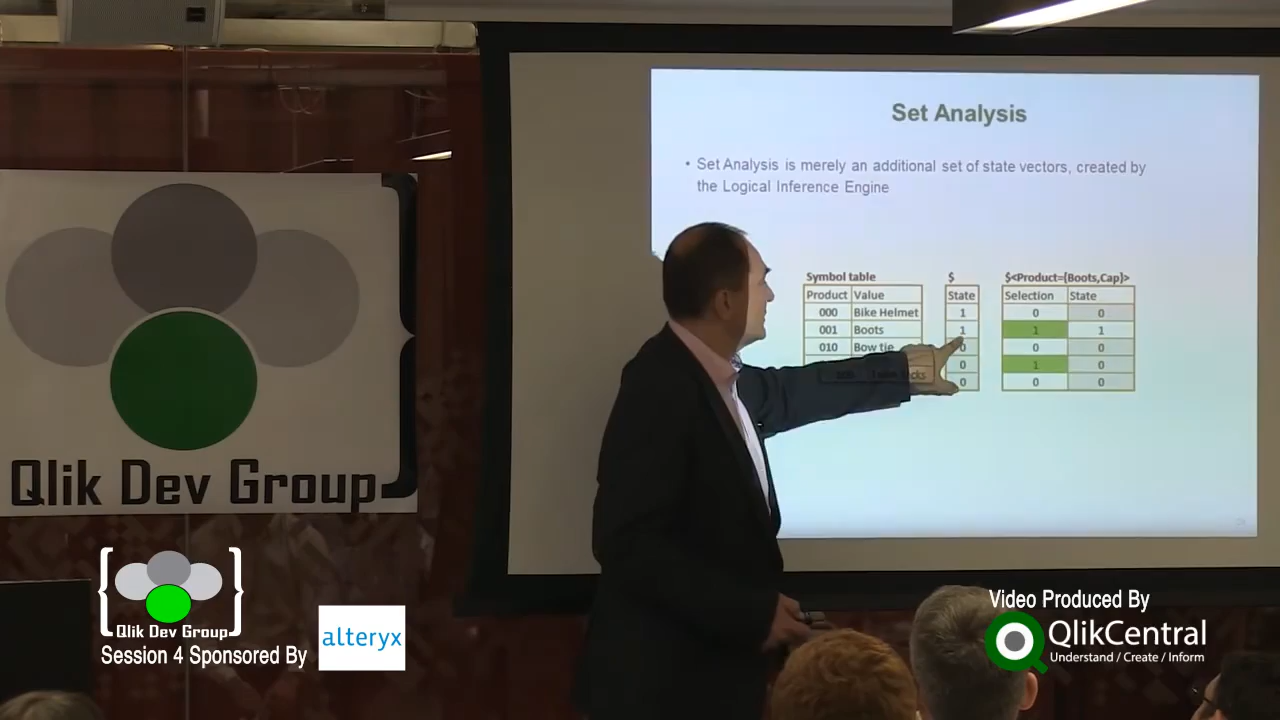 Set Analysis
• Set Analysis is merely an additional set of state vectors, created by
the Logical Inference Engine
Symbol table
Product Value
000 Bike Helmet
001 Boots
010 Bow tie
$
State
1
1
0
0
0
$<Product={Boots,Cap}>
Selection State
0 0
1 1
0 0
1 0
0 0
Qlik Dev Group
Qlik Dev Group
Session 4 Sponsored By
alteryx
Video Produced By
QlikCentral
Understand / Create / Inform